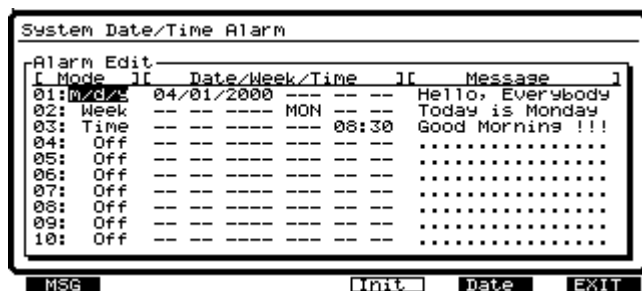 System Date/Time Alarm
Alarm Edit
[ Mode ][ Date/Week/Time ][ Message ]
01:m/d/y 04/01/2000 --- -- -- Hello, Everybody
02: Week -- -- ---- MON -- -- Today is Monday
03: Time -- -- ---- --- 08:30 Good Morning !!!
04: Off -- -- ---- --- -- -- ................
05: Off -- -- ---- --- -- -- ................
06: Off -- -- ---- --- -- -- ................
07: Off -- -- ---- --- -- -- ................
08: Off -- -- ---- --- -- -- ................
09: Off -- -- ---- --- -- -- ................
10: Off -- -- ---- --- -- -- ................
MSG Init Date EXIT